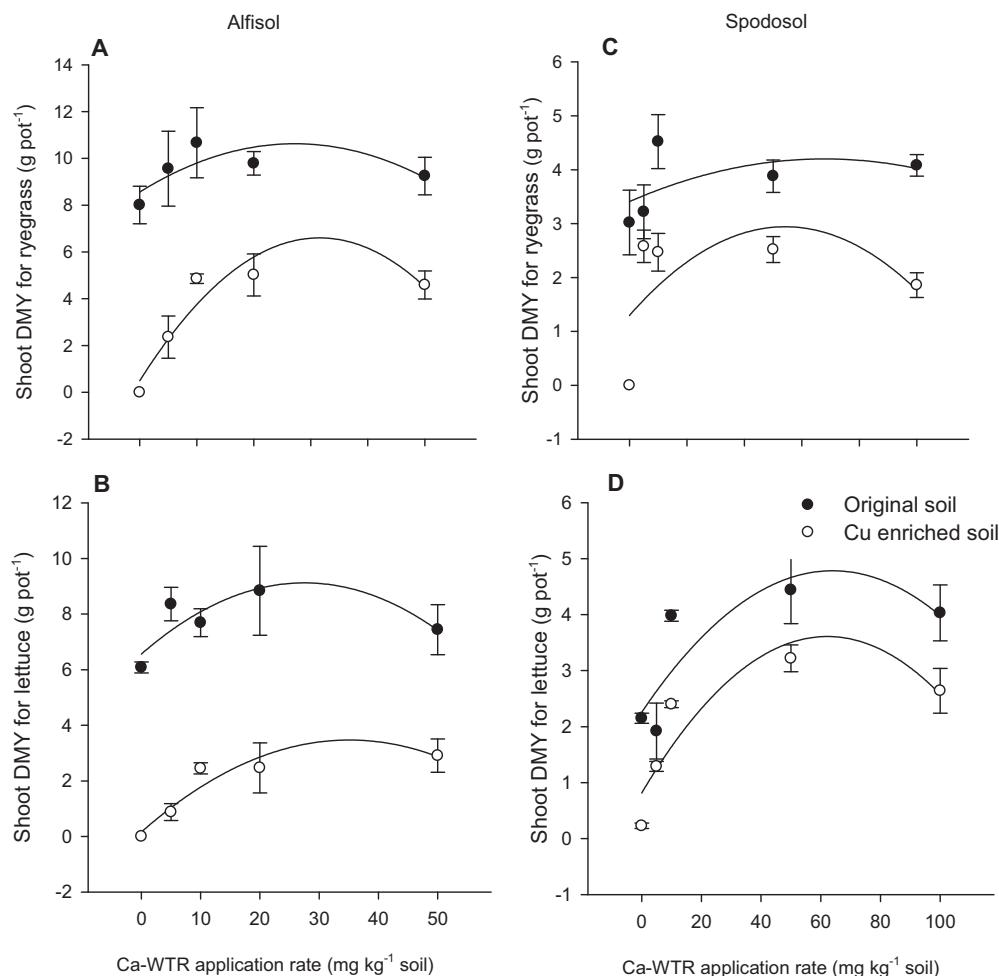 Alfisol
Spodosol
A
14
12
10
8
6
4
2
0
-2
Shoot DMY for ryegrass (g pot⁻¹)
C
6
5
4
3
2
1
0
-1
Shoot DMY for ryegrass (g pot⁻¹)
B
12
10
8
6
4
2
0
-2
Shoot DMY for lettuce (g pot⁻¹)
0 10 20 30 40 50
Ca-WTR application rate (mg kg⁻¹ soil)
D
Original soil
Cu enriched soil
6
5
4
3
2
1
0
-1
Shoot DMY for lettuce (g pot⁻¹)
0 20 40 60 80 100
Ca-WTR application rate (mg kg⁻¹ soil)